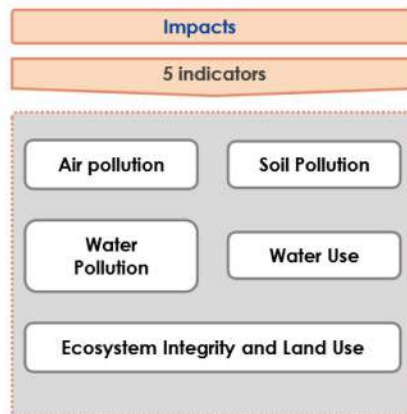 Impacts
5 indicators
Air pollution
Soil Pollution
Water
Pollution
Water Use
Ecosystem Integrity and Land Use